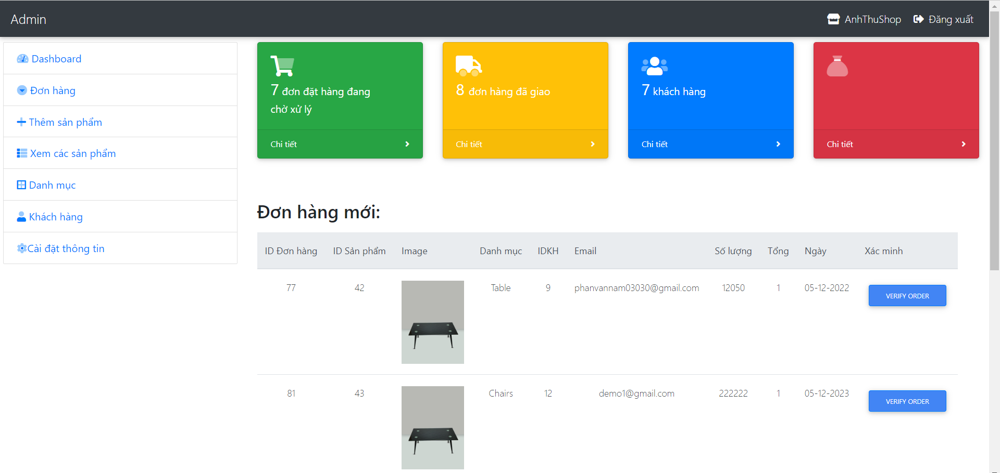 Admin
AnhThuShop
Đăng xuất
Dashboard
Đơn hàng
Thêm sản phẩm
Xem các sản phẩm
Danh mục
Khách hàng
Cài đặt thông tin
7 đơn đặt hàng đang
chờ xử lý
Chi tiết
8 đơn hàng đã giao
Chi tiết
7 khách hàng
Chi tiết
Chi tiết
Đơn hàng mới:
ID Đơn hàng ID Sản phẩm Image Danh mục IDKH Email Số lượng Tổng Ngày Xác minh
77 42 Table 9 phanvannam03030@gmail.com 12050 1 05-12-2022 VERIFY ORDER
81 43 Chairs 12 demo1@gmail.com 222222 1 05-12-2023 VERIFY ORDER